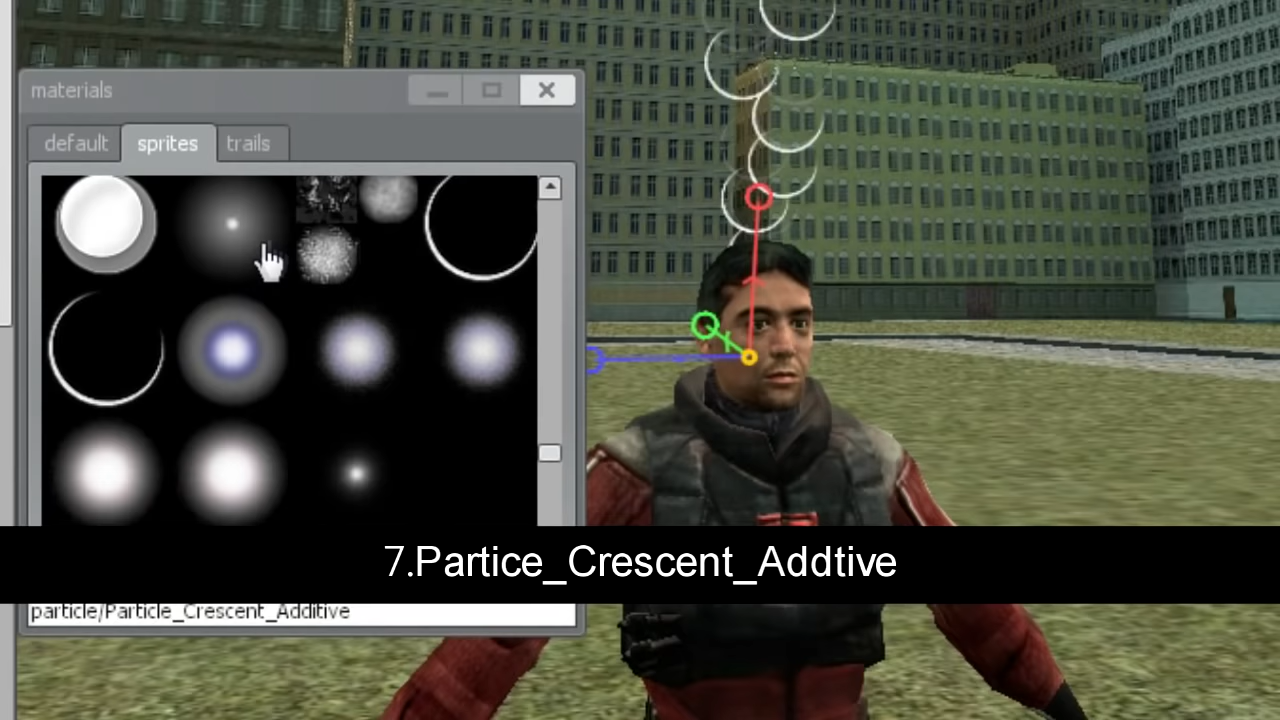 materials
default sprites trails
7.Partice_Crescent_Addtive
particle/Particle_Crescent_Additive